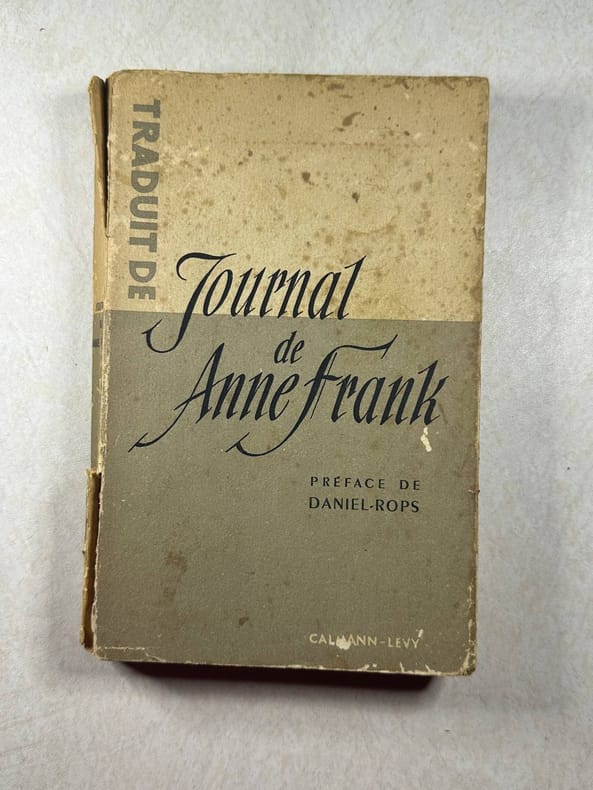 TRADUIT DE
Journal
de
Anne Frank
PRÉFACE DE
DANIEL-ROPS
CALMANN-LEVY